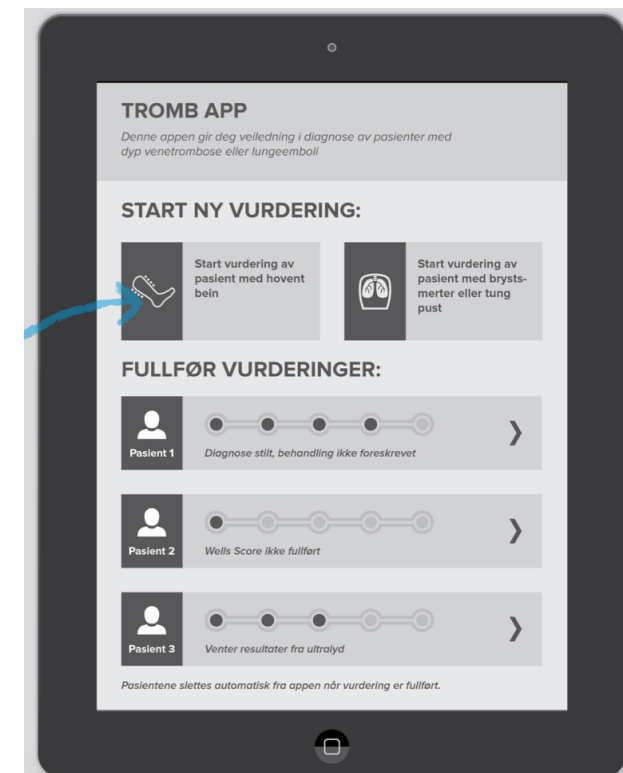 TROMB APP
Denne appen gir deg veiledning i diagnose av pasienter med
dyp venetrombose eller lungeemboli
START NY VURDERING:
Start vurdering av
pasient med hovent
bein
Start vurdering av
pasient med bryst-
merter eller tung
pust
FULLFØR VURDERINGER:
Pasient 1
Diagnose stilt, behandling ikke foreskrevet
Pasient 2
Wells Score ikke fullført
Pasient 3
Venter resultater fra ultralyd
Pasientene slettes automatisk fra appen når vurdering er fullført.